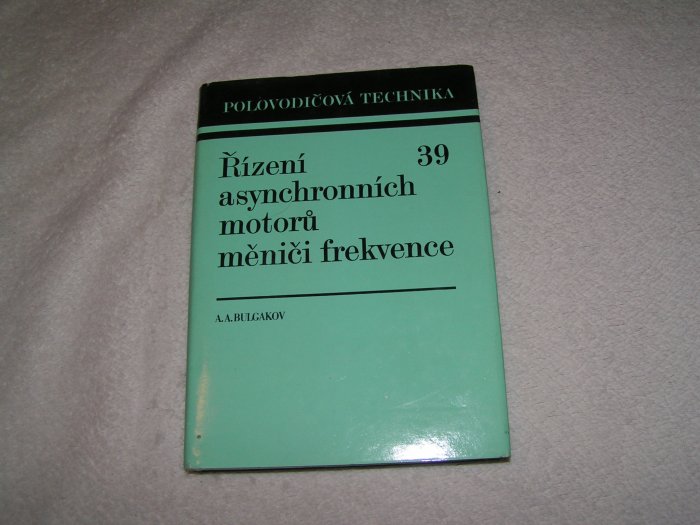 POLOVODIČOVÁ TECHNIKA
Řízení 39
asynchronních
motorů
měniči frekvence
A. A. BULGAKOV